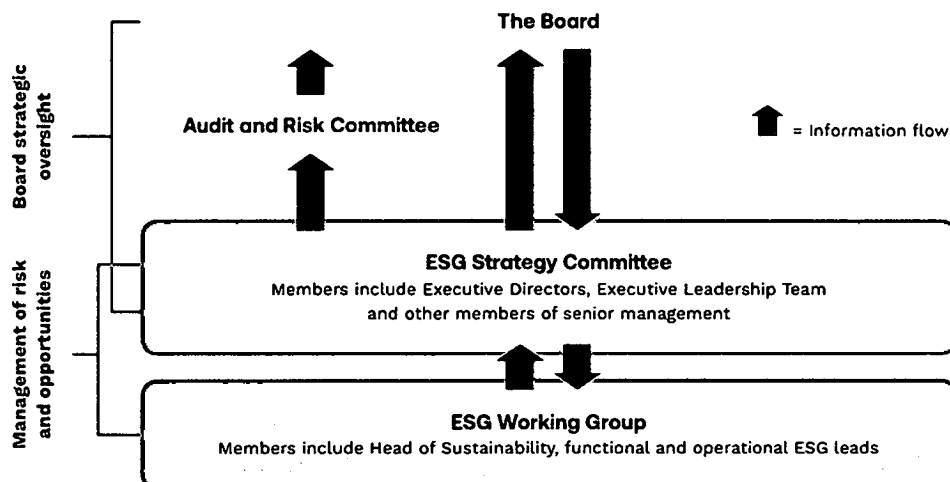 The Board
Board strategic
oversight
Audit and Risk Committee
= Information flow
Management of risk
and opportunities
ESG Strategy Committee
Members include Executive Directors, Executive Leadership Team
and other members of senior management
ESG Working Group
Members include Head of Sustainability, functional and operational ESG leads